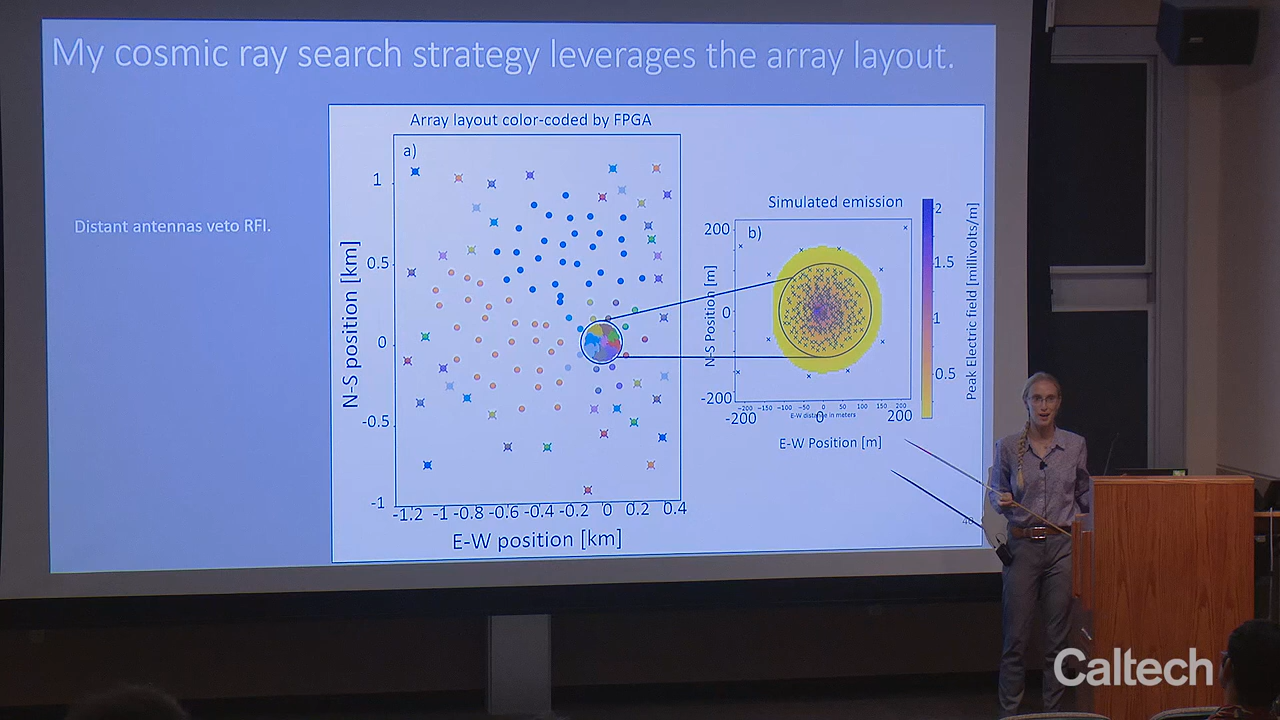 My cosmic ray search strategy leverages the array layout.
Distant antennas veto RFI.
Array layout color-coded by FPGA
a)
1
0.5
0
-0.5
-1
N-S position [km]
-1.2 -1 -0.8 -0.6 -0.4 -0.2 0 0.2 0.4
E-W position [km]
Simulated emission
b)
200
0
-200
N-S Position [m]
−200 −150 −100 −50 0 50 100 150 200
E-W distance in meters
-200 0 200
E-W Position [m]
2
1.5
1
0.5
Peak Electric field [millivolts/m]
Caltech